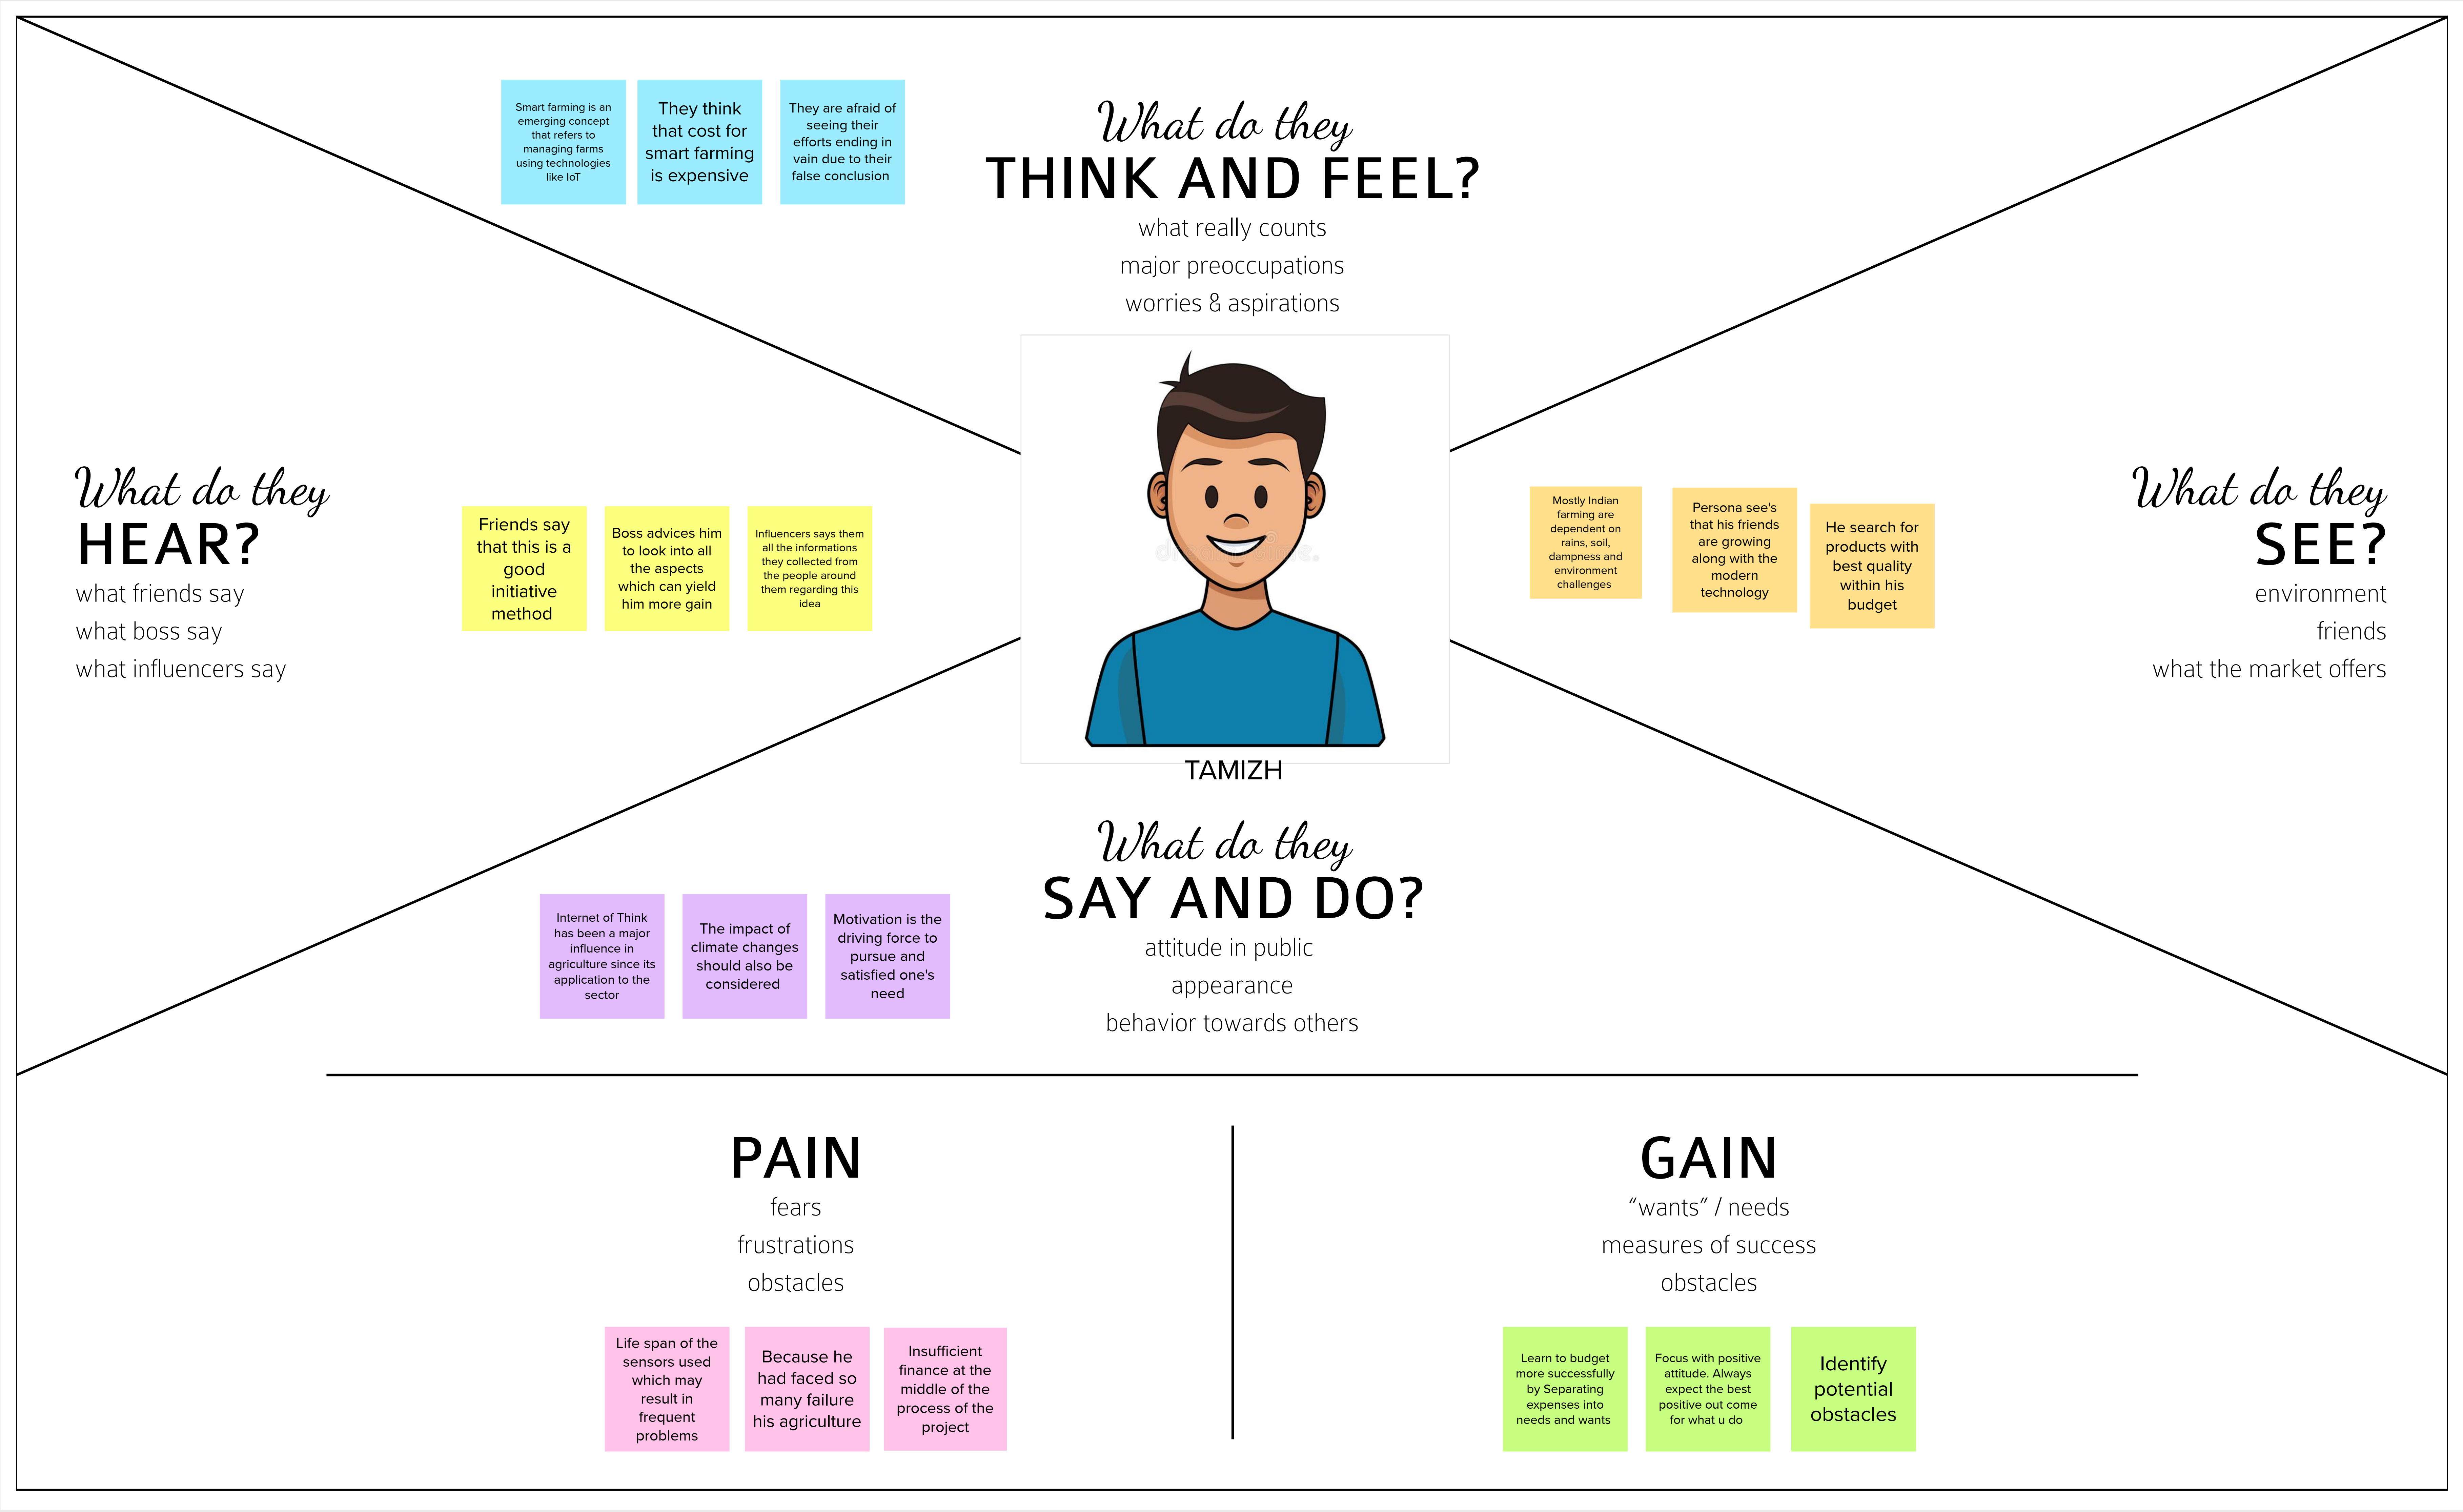 Smart farming is an
emerging concept
that refers to
managing farms
using technologies
like IoT
They think
that cost for
smart farming
is expensive
They are afraid of
seeing their
efforts ending in
vain due to their
false conclusion
What do they
THINK AND FEEL?
what really counts
major preoccupations
worries & aspirations
What do they
HEAR?
what friends say
what boss say
what influencers say
Friends say
that this is a
good
initiative
method
Boss advices him
to look into all
the aspects
which can yield
him more gain
Influencers says them
all the informations
they collected from
the people around
them regarding this
idea
Mostly Indian
farming are
dependent on
rains, soil,
dampness and
environment
challenges
Persona see's
that his friends
are growing
along with the
modern
technology
He search for
products with
best quality
within his
budget
What do they
SEE?
environment
friends
what the market offers
TAMIZH
What do they
SAY AND DO?
attitude in public
appearance
behavior towards others
Internet of Think
has been a major
influence in
agriculture since its
application to the
sector
The impact of
climate changes
should also be
considered
Motivation is the
driving force to
pursue and
satisfied one's
need
PAIN
fears
frustrations
obstacles
Life span of the
sensors used
which may
result in
frequent
problems
Because he
had faced so
many failure
his agriculture
Insufficient
finance at the
middle of the
process of the
project
GAIN
“wants” / needs
measures of success
obstacles
Learn to budget
more successfully
by Separating
expenses into
needs and wants
Focus with positive
attitude. Always
expect the best
positive out come
for what u do
Identify
potential
obstacles